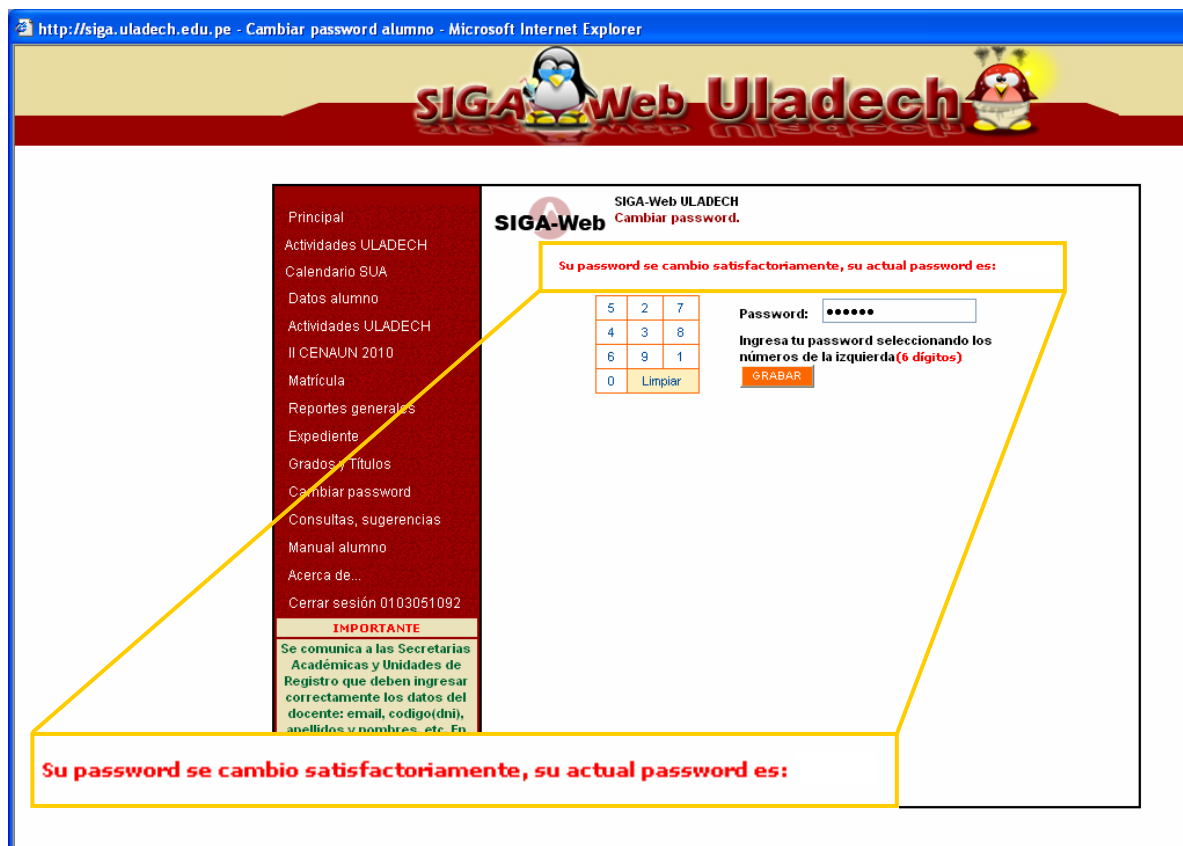 http://siga.uladech.edu.pe - Cambiar password alumno - Microsoft Internet Explorer
SIGA Web Uladech
SIGA-Web
SIGA-Web ULADECH
Cambiar password.
Su password se cambio satisfactoriamente, su actual password es:
Principal
Actividades ULADECH
Calendario SUA
Datos alumno
Actividades ULADECH
II CENAUN 2010
Matrícula
Reportes generales
Expediente
Grados y Títulos
Cambiar password
Consultas, sugerencias
Manual alumno
Acerca de...
Cerrar sesión 0103051092
IMPORTANTE
Se comunica a las Secretarias
Académicas y Unidades de
Registro que deben ingresar
correctamente los datos del
docente: email, codigo(dni),
apellidos y nombres, etc. En
5 2 7
4 3 8
6 9 1
0 Limpiar
Password: ••••••
Ingresa tu password seleccionando los
números de la izquierda(6 dígitos)
GRABAR
Su password se cambio satisfactoriamente, su actual password es: